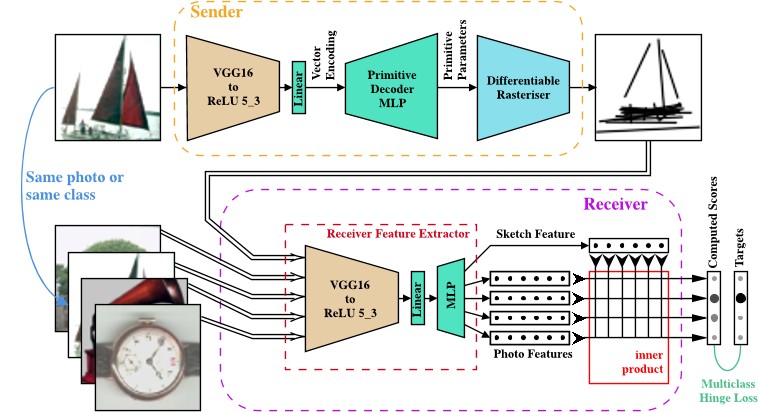 Sender
VGG16
to
ReLU 5_3
Linear
Vector
Encoding
Primitive
Decoder
MLP
Primitive
Parameters
Differentiable
Rasteriser
Same photo or
same class
Receiver
Receiver Feature Extractor
VGG16
to
ReLU 5_3
Linear
MLP
Sketch Feature
Photo Features
inner
product
Computed Scores
Targets
Multiclass
Hinge Loss